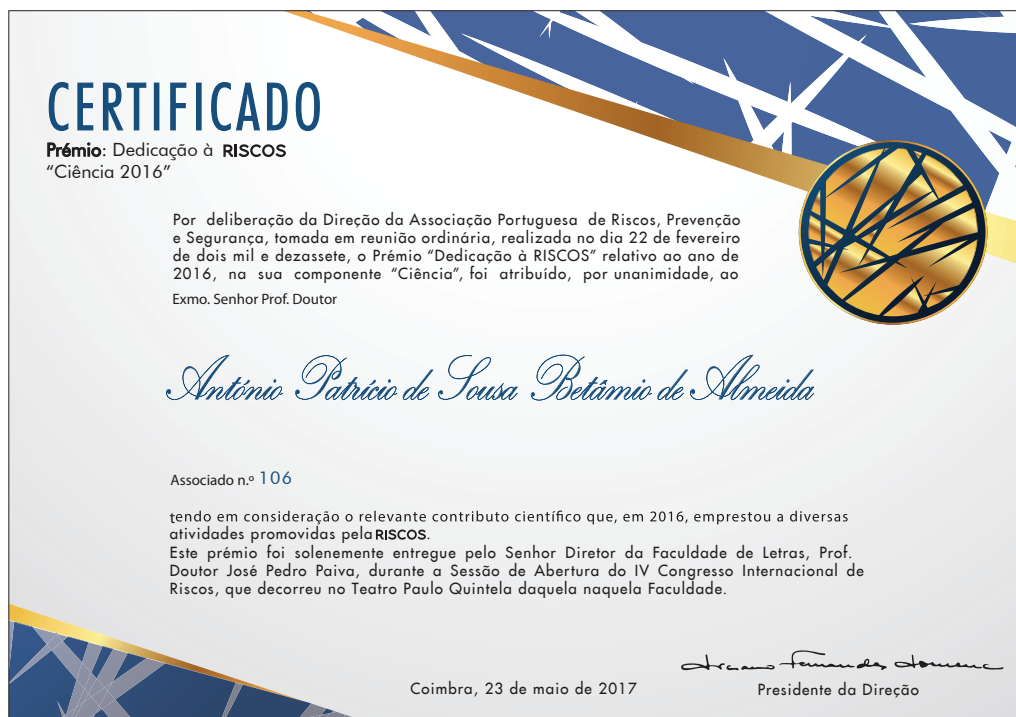 CERTIFICADO
Prémio: Dedicação à RISCOS
“Ciência 2016”
Por deliberação da Direção da Associação Portuguesa de Riscos, Prevenção
e Segurança, tomada em reunião ordinária, realizada no dia 22 de fevereiro
de dois mil e dezassete, o Prémio “Dedicação à RISCOS” relativo ao ano de
2016, na sua componente “Ciência”, foi atribuído, por unanimidade, ao
Exmo. Senhor Prof. Doutor
António Patrício de Sousa Betâmio de Almeida
Associado n.º 106
tendo em consideração o relevante contributo científico que, em 2016, emprestou a diversas
atividades promovidas pela RISCOS.
Este prémio foi solenemente entregue pelo Senhor Diretor da Faculdade de Letras, Prof.
Doutor José Pedro Paiva, durante a Sessão de Abertura do IV Congresso Internacional de
Riscos, que decorreu no Teatro Paulo Quintela daquela naquela Faculdade.
Fernandes
Coimbra, 23 de maio de 2017
Presidente da Direção